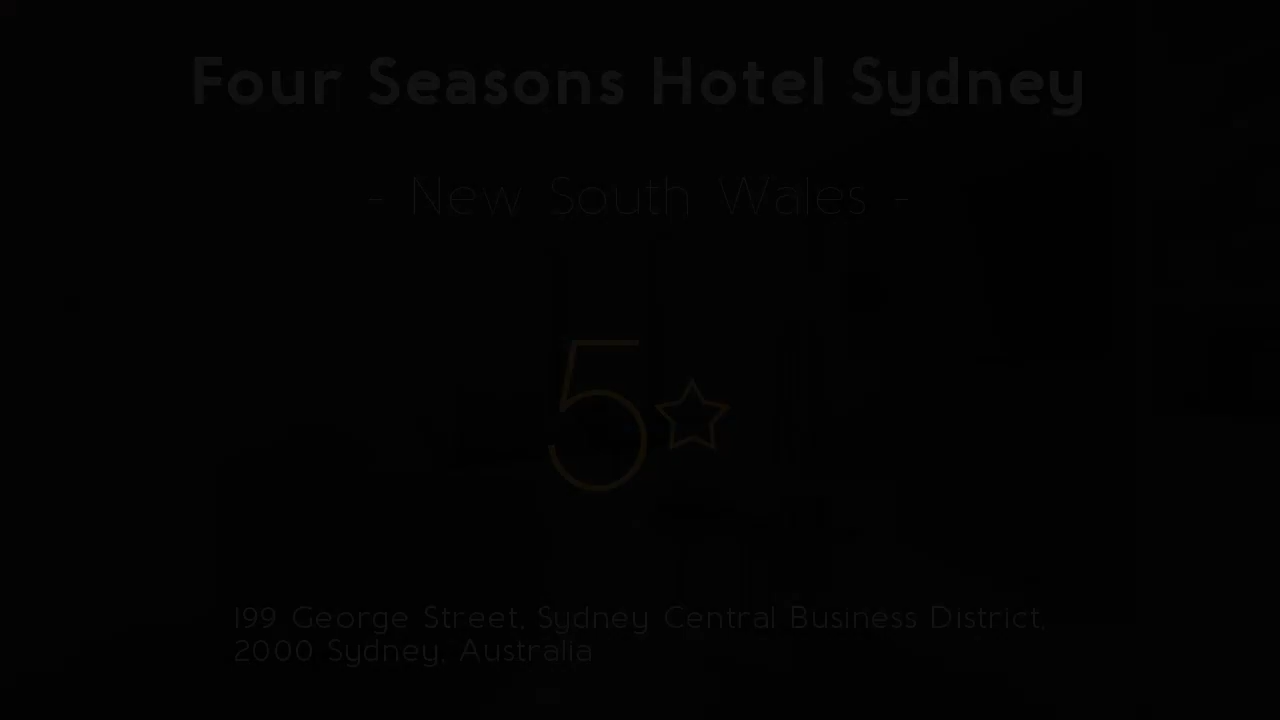 Four Seasons Hotel Sydney
- New South Wales -
5
199 George Street, Sydney Central Business District,
2000 Sydney, Australia